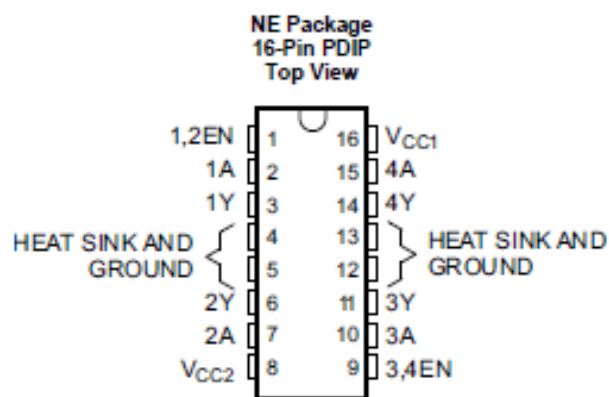 NE Package
16-Pin PDIP
Top View
1,2EN 1 16 VCC1
1A 2 15 4A
1Y 3 14 4Y
HEAT SINK AND GROUND 4 13 HEAT SINK AND GROUND
5 12
2Y 6 11 3Y
2A 7 10 3A
VCC2 8 9 3,4EN